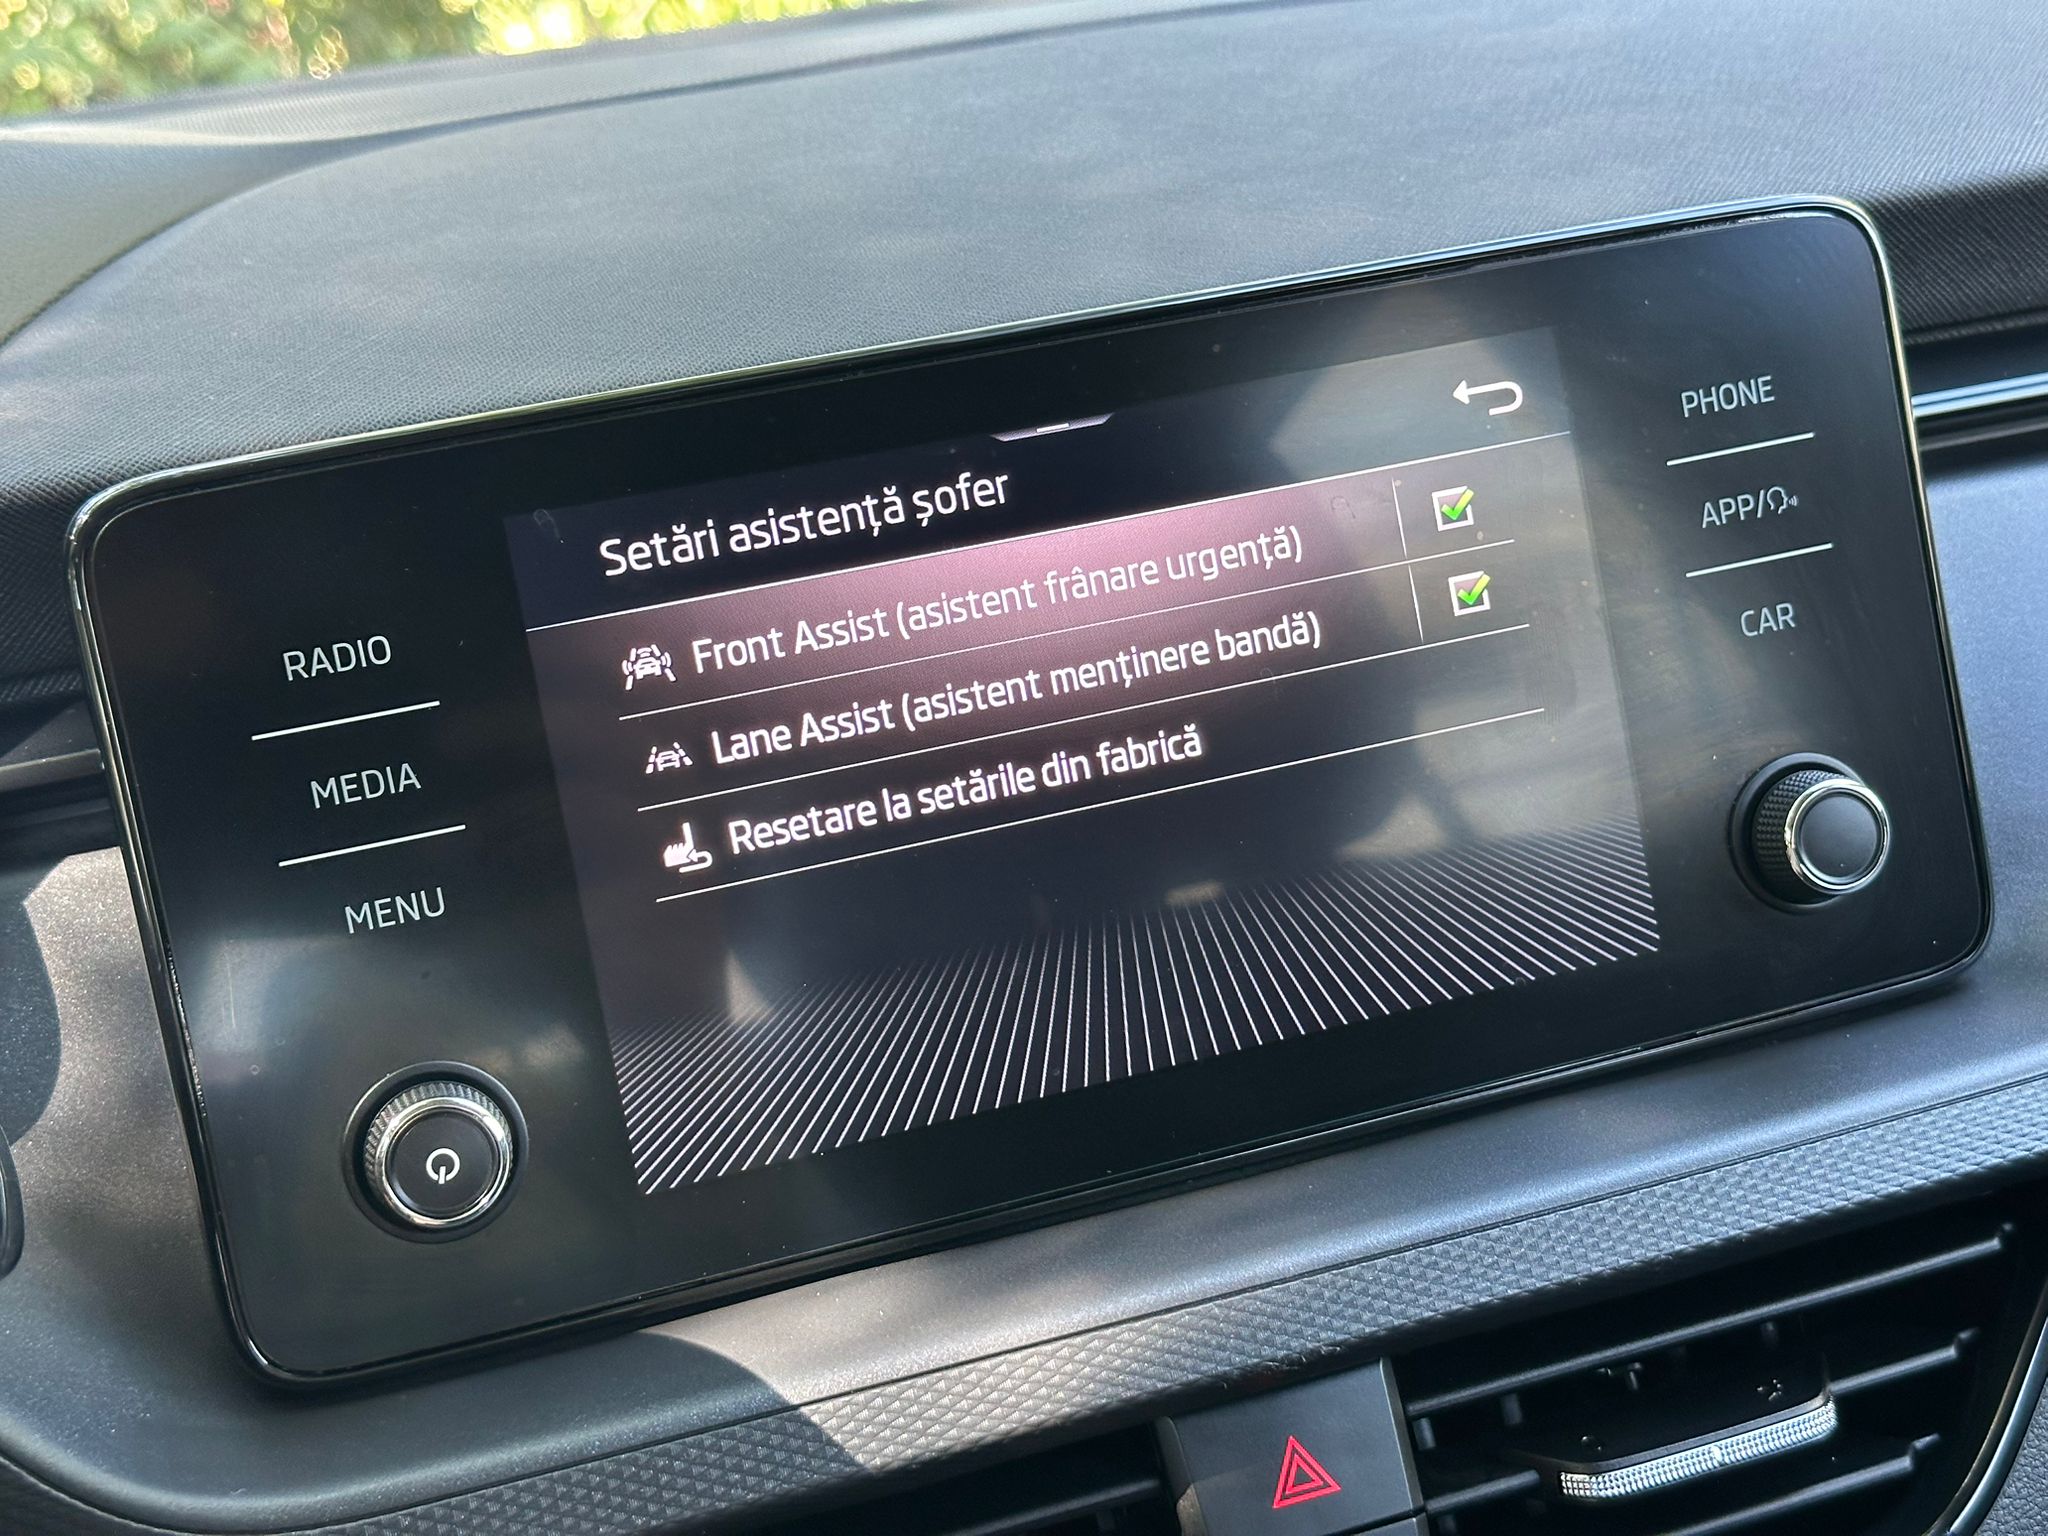 Setări asistență șofer
Front Assist (asistent frânare urgență)
Lane Assist (asistent menținere bandă)
Resetare la setările din fabrică
RADIO
MEDIA
MENU
PHONE
APP/
CAR